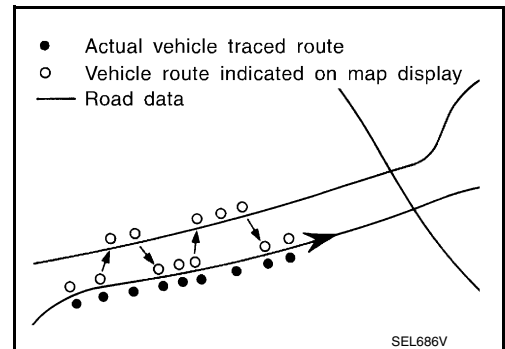 Actual vehicle traced route
Vehicle route indicated on map display
Road data
SEL686V